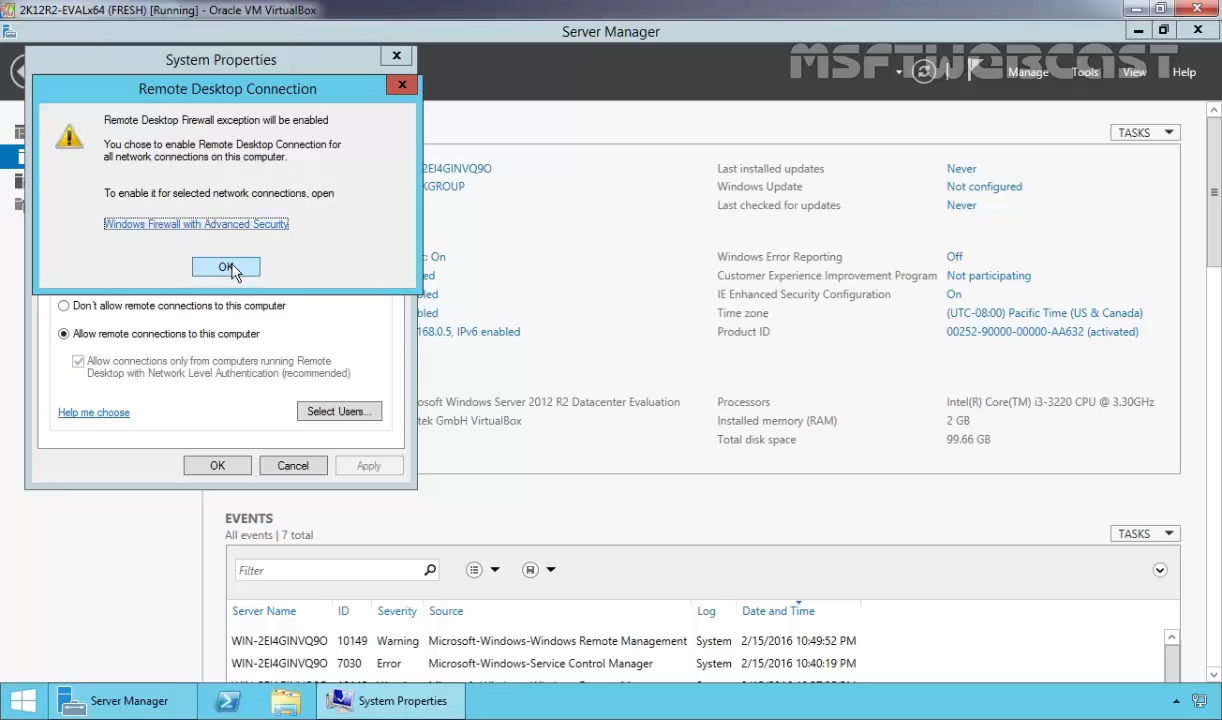 2K12R2-EVALx64 (FRESH) [Running] - Oracle VM VirtualBox
Server Manager
MSFTWEBCAST
Manage Tools View Help
System Properties
Remote Desktop Connection
Remote Desktop Firewall exception will be enabled
You chose to enable Remote Desktop Connection for
all network connections on this computer.
To enable it for selected network connections, open
Windows Firewall with Advanced Security
OK
Don't allow remote connections to this computer
Allow remote connections to this computer
Allow connections only from computers running Remote
Desktop with Network Level Authentication (recommended)
Help me choose
Select Users...
OK Cancel Apply
TASKS
2EI4GINVQ9O
KGROUP
Last installed updates Never
Windows Update Not configured
Last checked for updates Never
: On
ed
led
bled
168.0.5, IPv6 enabled
Windows Error Reporting Off
Customer Experience Improvement Program Not participating
IE Enhanced Security Configuration On
Time zone (UTC-08:00) Pacific Time (US & Canada)
Product ID 00252-90000-00000-AA632 (activated)
osoft Windows Server 2012 R2 Datacenter Evaluation
tek GmbH VirtualBox
Processors Intel(R) Core(TM) i3-3220 CPU @ 3.30GHz
Installed memory (RAM) 2 GB
Total disk space 99.66 GB
EVENTS
All events | 7 total
TASKS
Filter
Server Name ID Severity Source Log Date and Time
WIN-2EI4GINVQ9O 10149 Warning Microsoft-Windows-Windows Remote Management System 2/15/2016 10:49:52 PM
WIN-2EI4GINVQ9O 7030 Error Microsoft-Windows-Service Control Manager System 2/15/2016 10:40:19 PM
Server Manager
System Properties